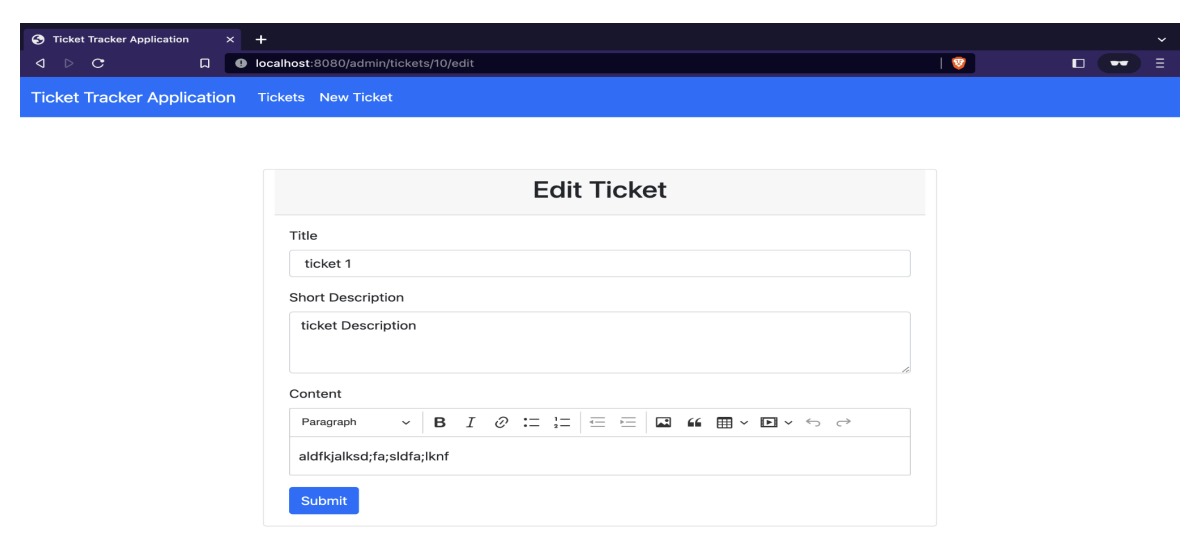 Ticket Tracker Application
localhost:8080/admin/tickets/10/edit
Ticket Tracker Application Tickets New Ticket
Edit Ticket
Title
ticket 1
Short Description
ticket Description
Content
Paragraph
aldfkjalksd;fa;sldfa;lknf
Submit